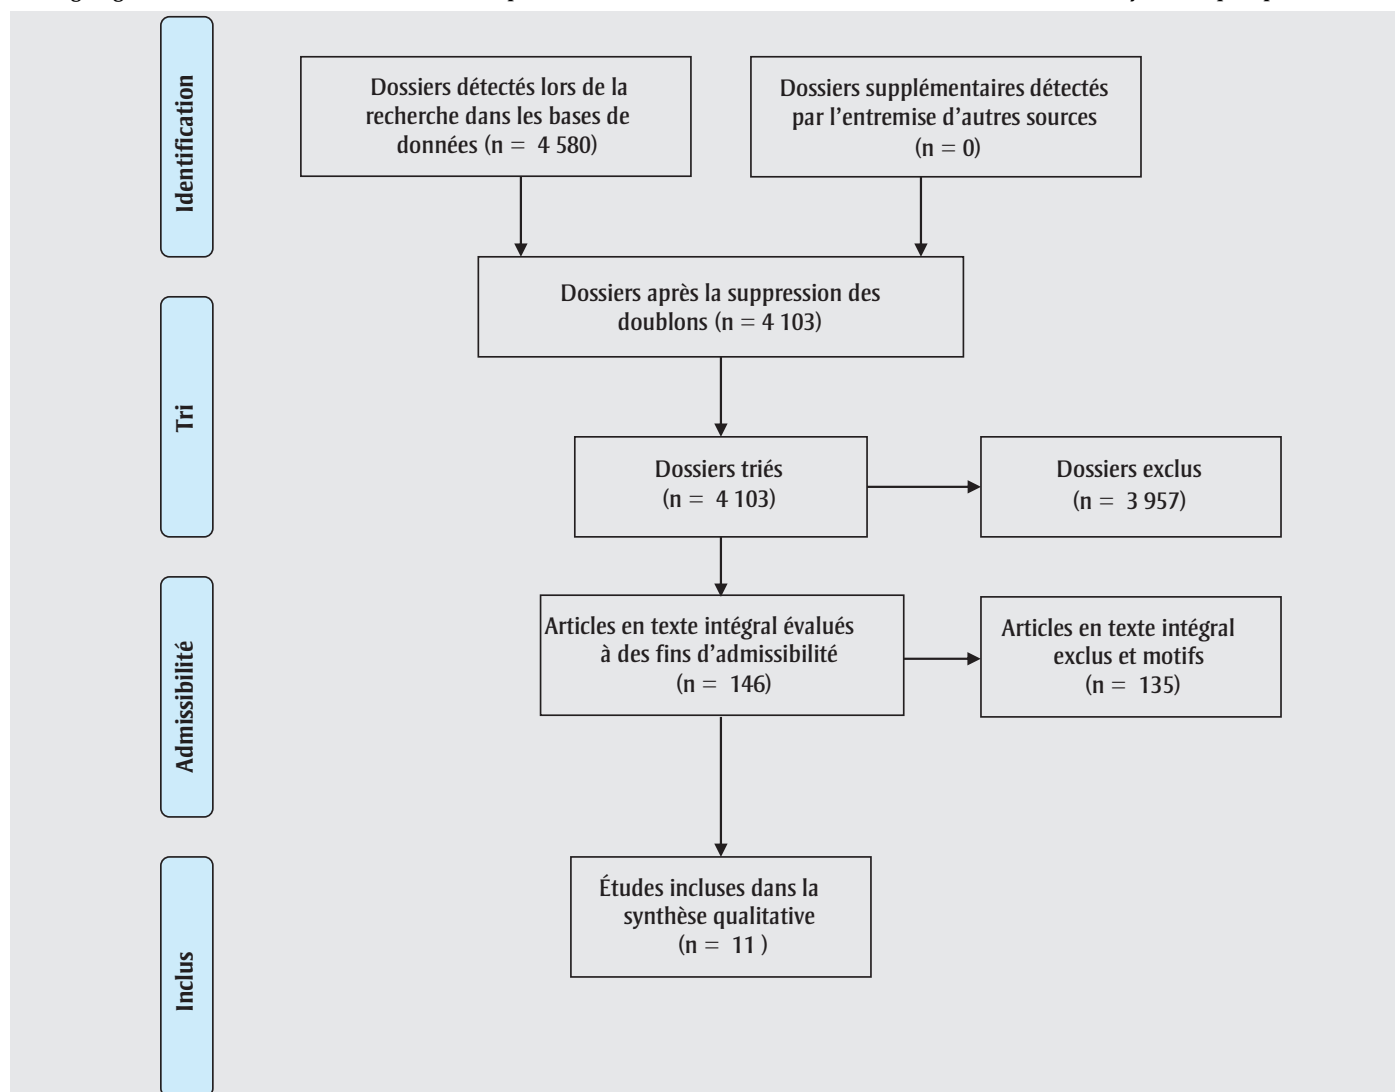 Identification
Dossiers détectés lors de la
recherche dans les bases de
données (n = 4 580)
Dossiers supplémentaires détectés
par l'entremise d'autres sources
(n = 0)
Dossiers après la suppression des
doublons (n = 4 103)
Tri
Dossiers triés
(n = 4 103)
Dossiers exclus
(n = 3 957)
Admissibilité
Articles en texte intégral évalués
à des fins d'admissibilité
(n = 146)
Articles en texte intégral
exclus et motifs
(n = 135)
Inclus
Études incluses dans la
synthèse qualitative
(n = 11 )